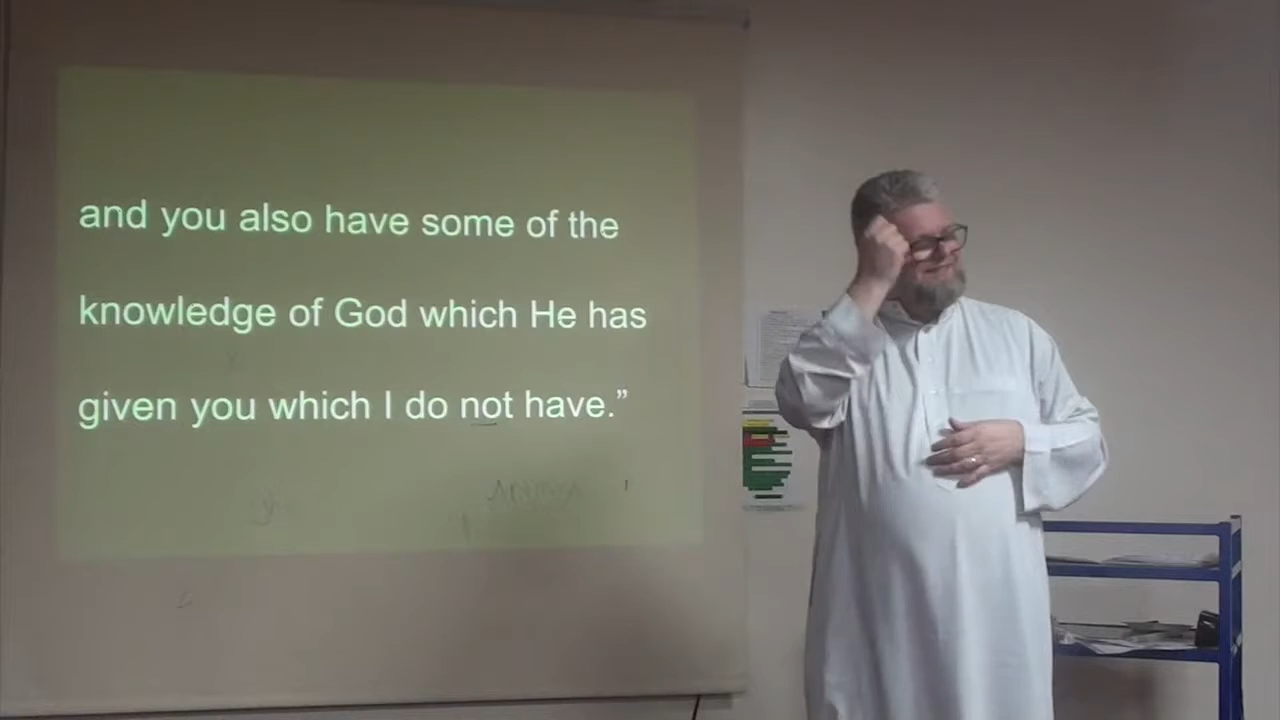 and you also have some of the
knowledge of God which He has
given you which I do not have.”